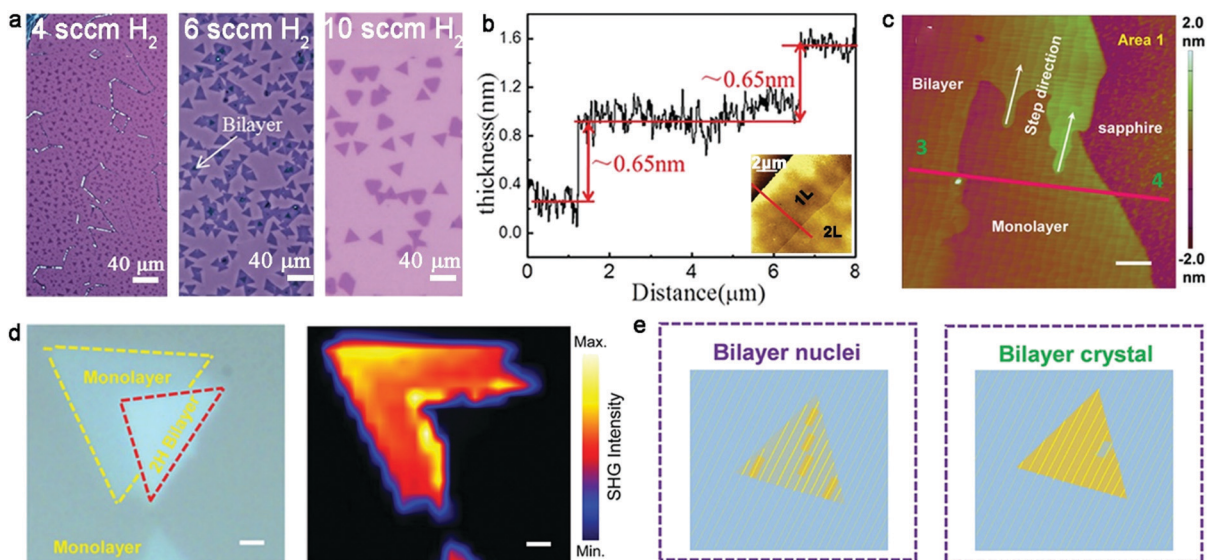 a
4 sccm H₂
6 sccm H₂
10 sccm H₂
Bilayer
40 μm
40 μm
40 μm
b
thickness(nm)
1.6
1.2
0.8
0.4
0.0
~0.65nm
~0.65nm
2μm
1L
2L
0
2
4
6
8
Distance(μm)
c
Area 1
2.0
nm
Bilayer
Step direction
sapphire
3
4
Monolayer
-2.0
nm
d
Monolayer
2H Bilayer
Monolayer
Max.
SHG Intensity
Min.
e
Bilayer nuclei
Bilayer crystal